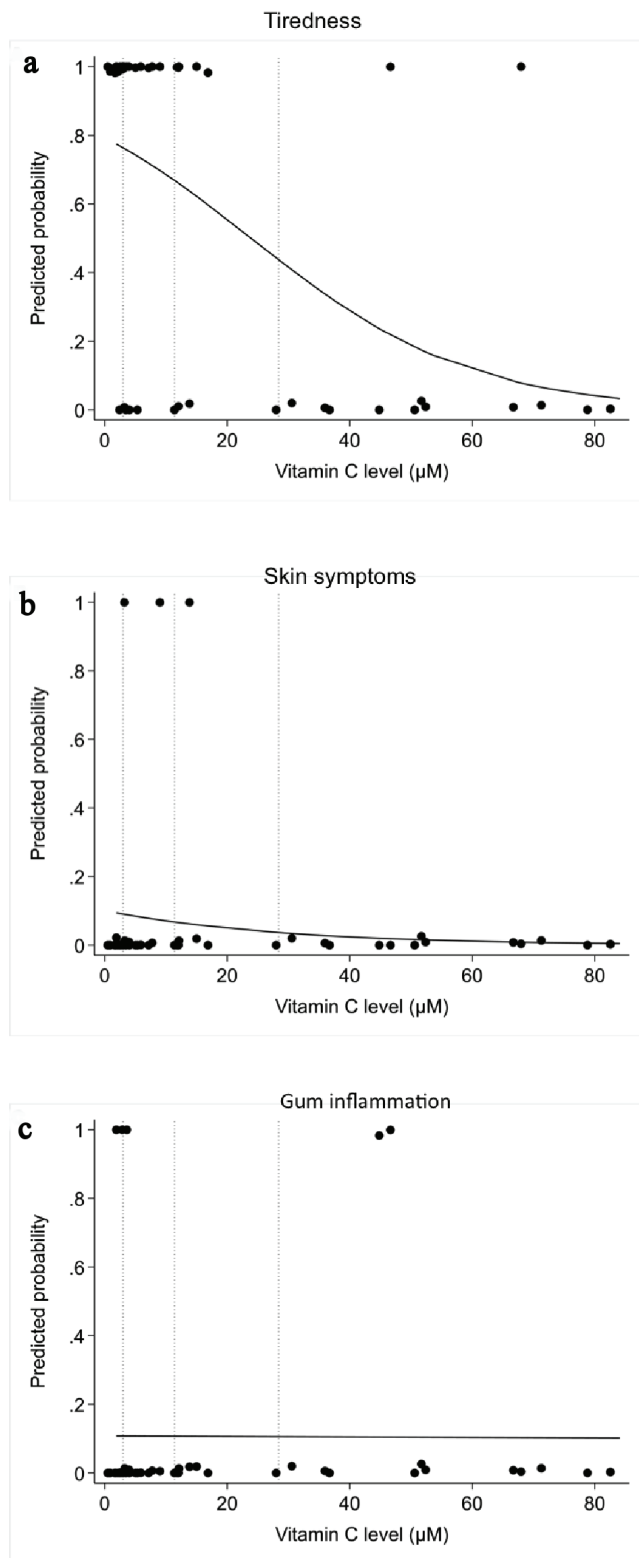 Tiredness
a
1
.8
.6
.4
.2
0
Predicted probability
0 20 40 60 80
Vitamin C level (µM)
Skin symptoms
b
1
.8
.6
.4
.2
0
Predicted probability
0 20 40 60 80
Vitamin C level (µM)
Gum inflammation
c
1
.8
.6
.4
.2
0
Predicted probability
0 20 40 60 80
Vitamin C level (µM)